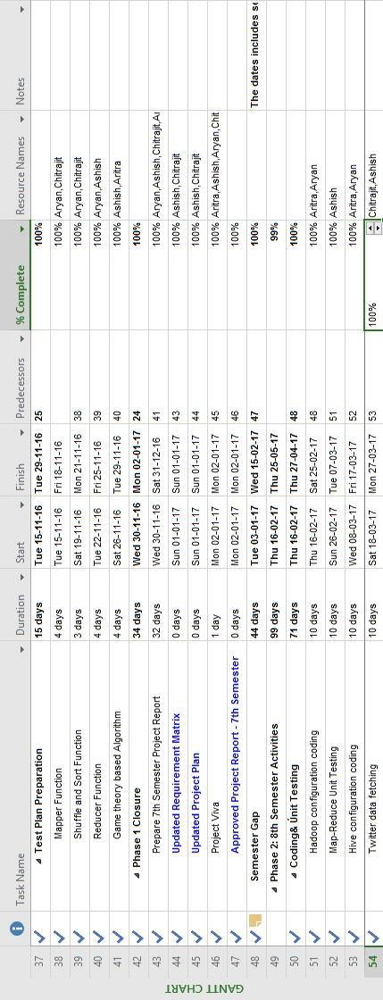 Task Name Duration Start Finish Predecessors % Complete Resource Names Notes
37 Test Plan Preparation 15 days Tue 15-11-16 Tue 29-11-16 25 100%
38 Mapper Function 4 days Tue 15-11-16 Fri 18-11-16 100% Aryan,Chitrajit
39 Shuffle and Sort Function 3 days Sat 19-11-16 Mon 21-11-16 38 100% Aryan,Chitrajit
40 Reducer Function 4 days Tue 22-11-16 Fri 25-11-16 39 100% Aryan,Ashish
41 Game theory based Algorithm 4 days Sat 26-11-16 Tue 29-11-16 40 100% Ashish,Aritra
42 Phase 1 Closure 34 days Wed 30-11-16 Mon 02-01-17 24 100%
43 Prepare 7th Semester Project Report 32 days Wed 30-11-16 Sat 31-12-16 41 100% Aryan,Ashish,Chitrajit,Ar
44 Updated Requirement Matrix 0 days Sun 01-01-17 Sun 01-01-17 43 100% Ashish,Chitrajit
45 Updated Project Plan 0 days Sun 01-01-17 Sun 01-01-17 44 100% Ashish,Chitrajit
46 Project Viva 1 day Mon 02-01-17 Mon 02-01-17 45 100% Aritra,Ashish,Aryan,Chit
47 Approved Project Report - 7th Semester 0 days Mon 02-01-17 Mon 02-01-17 46 100%
48 Semester Gap 44 days Tue 03-01-17 Wed 15-02-17 47 100% The dates includes se
49 Phase 2: 8th Semester Activities 99 days Thu 16-02-17 Thu 25-05-17 99%
50 Coding& Unit Testing 71 days Thu 16-02-17 Thu 27-04-17 48 100%
51 Hadoop configuration coding 10 days Thu 16-02-17 Sat 25-02-17 48 100% Aritra,Aryan
52 Map-Reduce Unit Testing 10 days Sun 26-02-17 Tue 07-03-17 51 100% Ashish
53 Hive configuration coding 10 days Wed 08-03-17 Fri 17-03-17 52 100% Aritra,Aryan
54 Twitter data fetching 10 days Sat 18-03-17 Mon 27-03-17 53 100% Chitrajit,Ashish
GANTT CHART